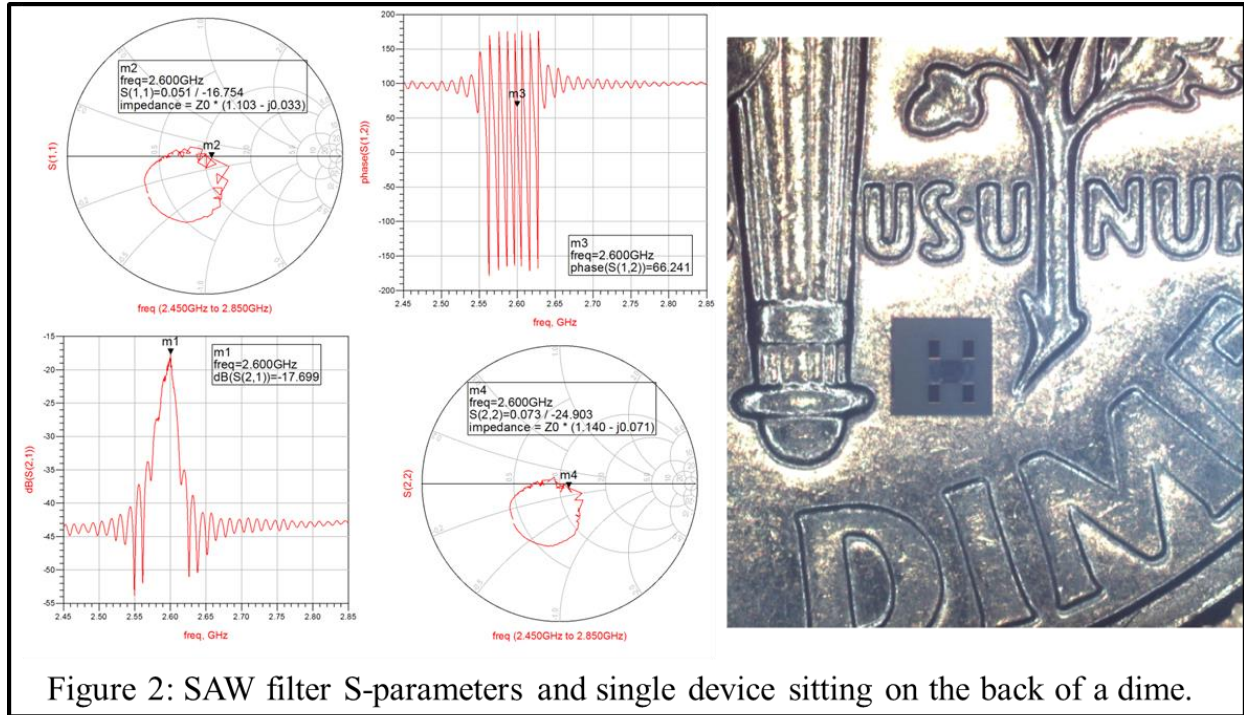 m2
freq=2.600GHz
S(1,1)=0.051 / -16.754
impedance = Z0 * (1.103 - j0.033)
m2
S(1,1)
freq (2.450GHz to 2.850GHz)
200
150
100
50
0
-50
-100
-150
-200
phase(S(1,2))
m3
m3
freq=2.600GHz
phase(S(1,2))=66.241
2.45
2.50
2.55
2.60
2.65
2.70
2.75
2.80
2.85
freq, GHz
-15
-20
-25
-30
-35
-40
-45
-50
-55
dB(S(2,1))
m1
m1
freq=2.600GHz
dB(S(2,1))=-17.699
2.45
2.50
2.55
2.60
2.65
2.70
2.75
2.80
2.85
freq, GHz
m4
freq=2.600GHz
S(2,2)=0.073 / -24.903
impedance = Z0 * (1.140 - j0.071)
m4
S(2,2)
freq (2.450GHz to 2.850GHz)
US·U NUM
DIME
Figure 2: SAW filter S-parameters and single device sitting on the back of a dime.